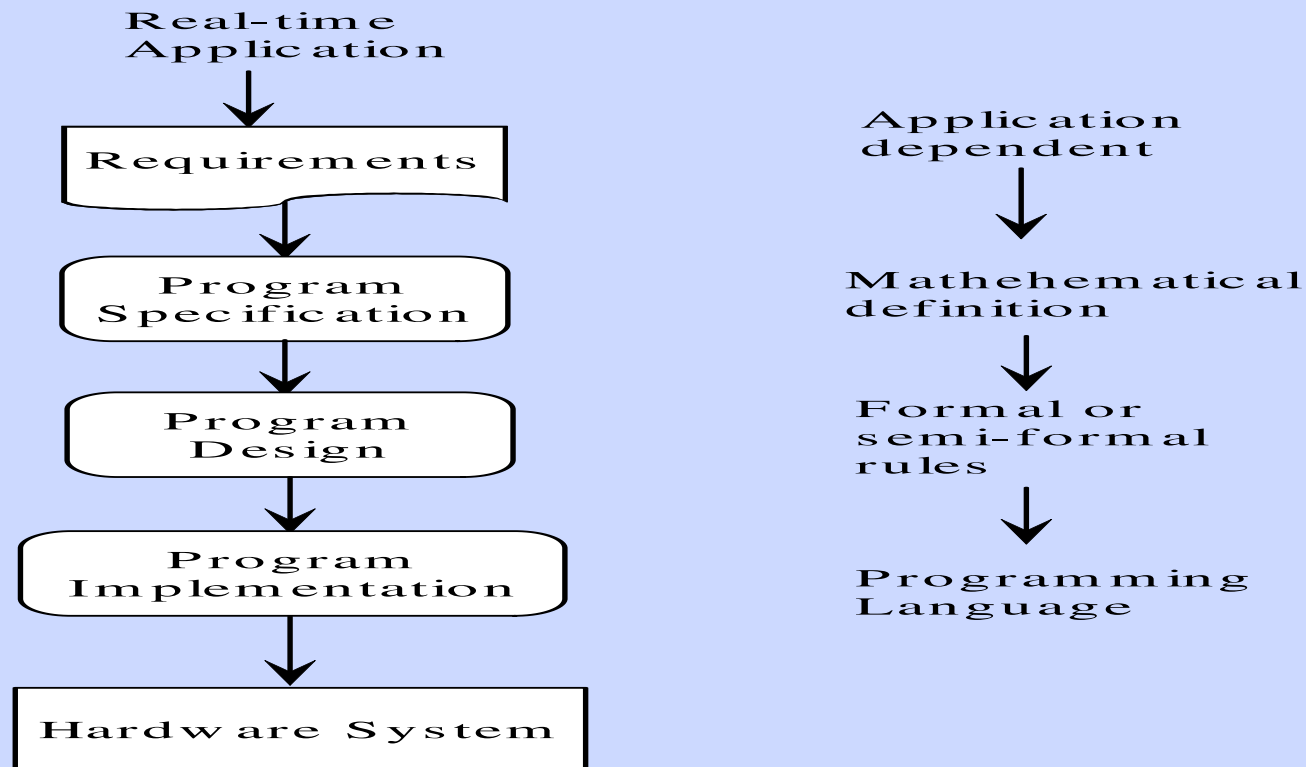 Real-time
Application
Requirements
Program
Specification
Program
Design
Program
Implementation
Hardware System
Application
dependent
Mathehematical
definition
Formal or
semi-formal
rules
Programming
Language